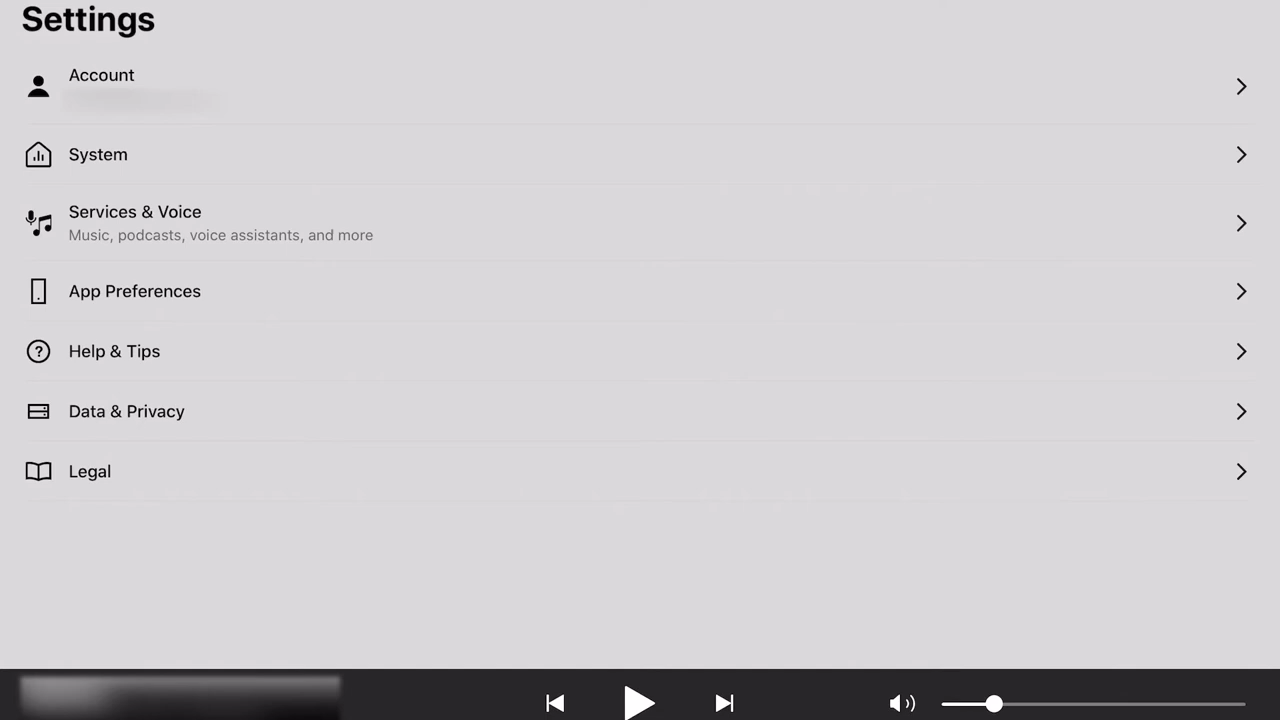 Settings
Account
System
Services & Voice
Music, podcasts, voice assistants, and more
App Preferences
Help & Tips
Data & Privacy
Legal